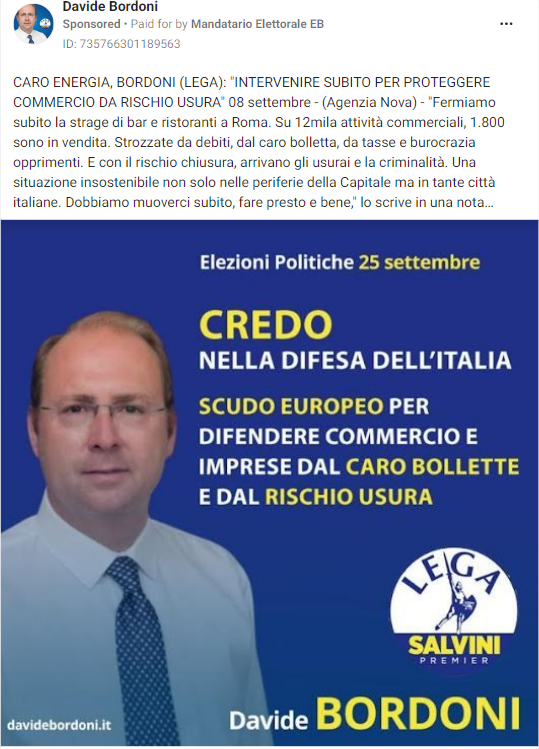 Davide Bordoni
Sponsored • Paid for by Mandatario Elettorale EB
ID: 735766301189563
CARO ENERGIA, BORDONI (LEGA): "INTERVENIRE SUBITO PER PROTEGGERE
COMMERCIO DA RISCHIO USURA" 08 settembre - (Agenzia Nova) - "Fermiamo
subito la strage di bar e ristoranti a Roma. Su 12mila attività commerciali, 1.800
sono in vendita. Strozzate da debiti, dal caro bolletta, da tasse e burocrazia
opprimenti. E con il rischio chiusura, arrivano gli usurai e la criminalità. Una
situazione insostenibile non solo nelle periferie della Capitale ma in tante città
italiane. Dobbiamo muoverci subito, fare presto e bene," lo scrive in una nota...
Elezioni Politiche 25 settembre
CREDO
NELLA DIFESA DELL'ITALIA
SCUDO EUROPEO PER
DIFENDERE COMMERCIO E
IMPRESE DAL CARO BOLLETTE
E DAL RISCHIO USURA
LEGA
SALVINI
PREMIER
davidebordoni.it
Davide BORDONI